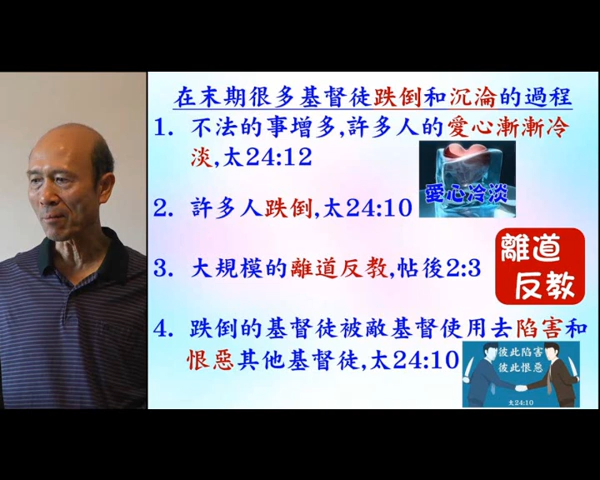 在末期很多基督徒跌倒和沉淪的過程
1. 不法的事增多,許多人的愛心漸漸冷
淡,太24:12
愛心冷淡
2. 許多人跌倒,太24:10
3. 大規模的離道反教,帖後2:3
離道
反教
4. 跌倒的基督徒被敵基督使用去陷害和
恨惡其他基督徒,太24:10
彼此陷害
彼此恨惡
太24:10